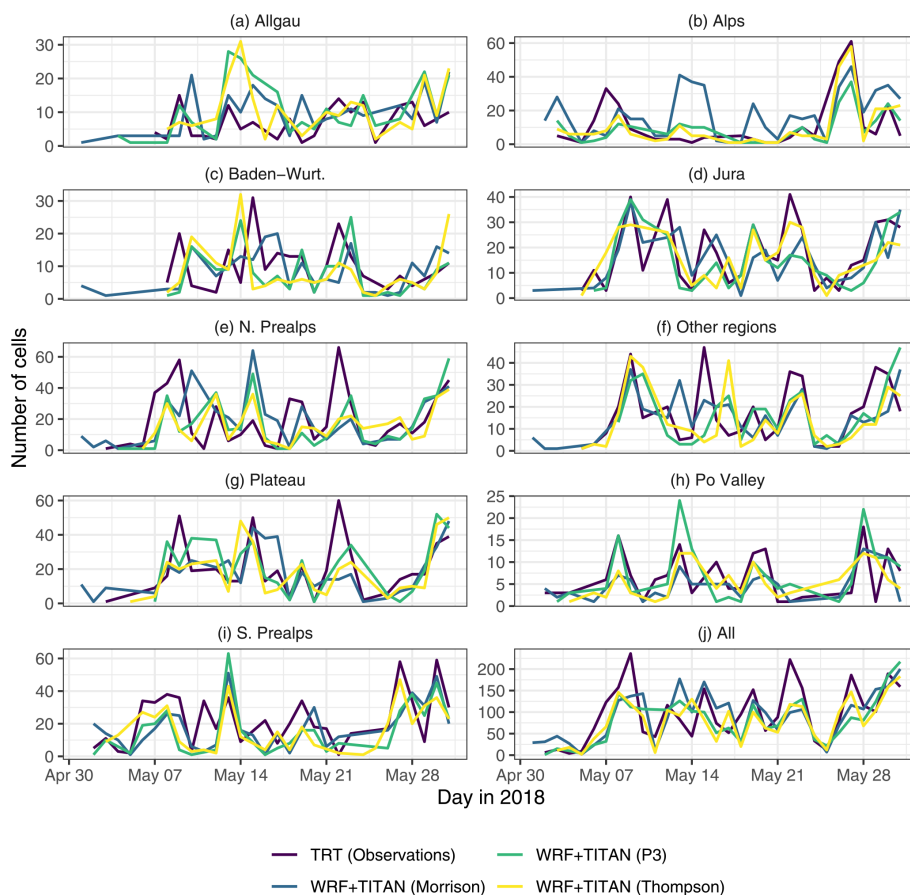 (a) Allgau
(b) Alps
0
10
20
30
0
20
40
60
(c) Baden−Wurt.
(d) Jura
0
10
20
30
0
10
20
30
40
(e) N. Prealps
(f) Other regions
0
20
40
60
0
10
20
30
40
(g) Plateau
(h) Po Valley
0
20
40
60
0
5
10
15
20
25
(i) S. Prealps
(j) All
0
20
40
60
0
50
100
150
200
Apr 30 May 07 May 14 May 21 May 28
Apr 30 May 07 May 14 May 21 May 28
Number of cells
Day in 2018
TRT (Observations)
WRF+TITAN (P3)
WRF+TITAN (Morrison)
WRF+TITAN (Thompson)